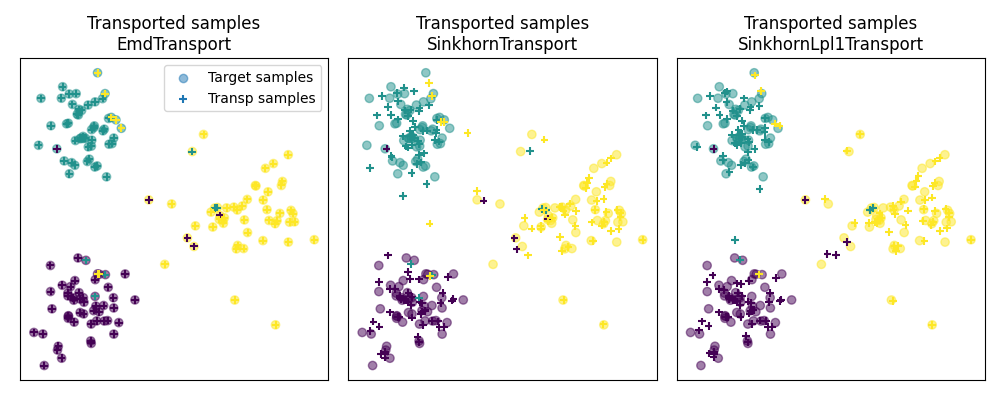 Transported samples
EmdTransport
Target samples
Transp samples
Transported samples
SinkhornTransport
Transported samples
SinkhornLpl1Transport